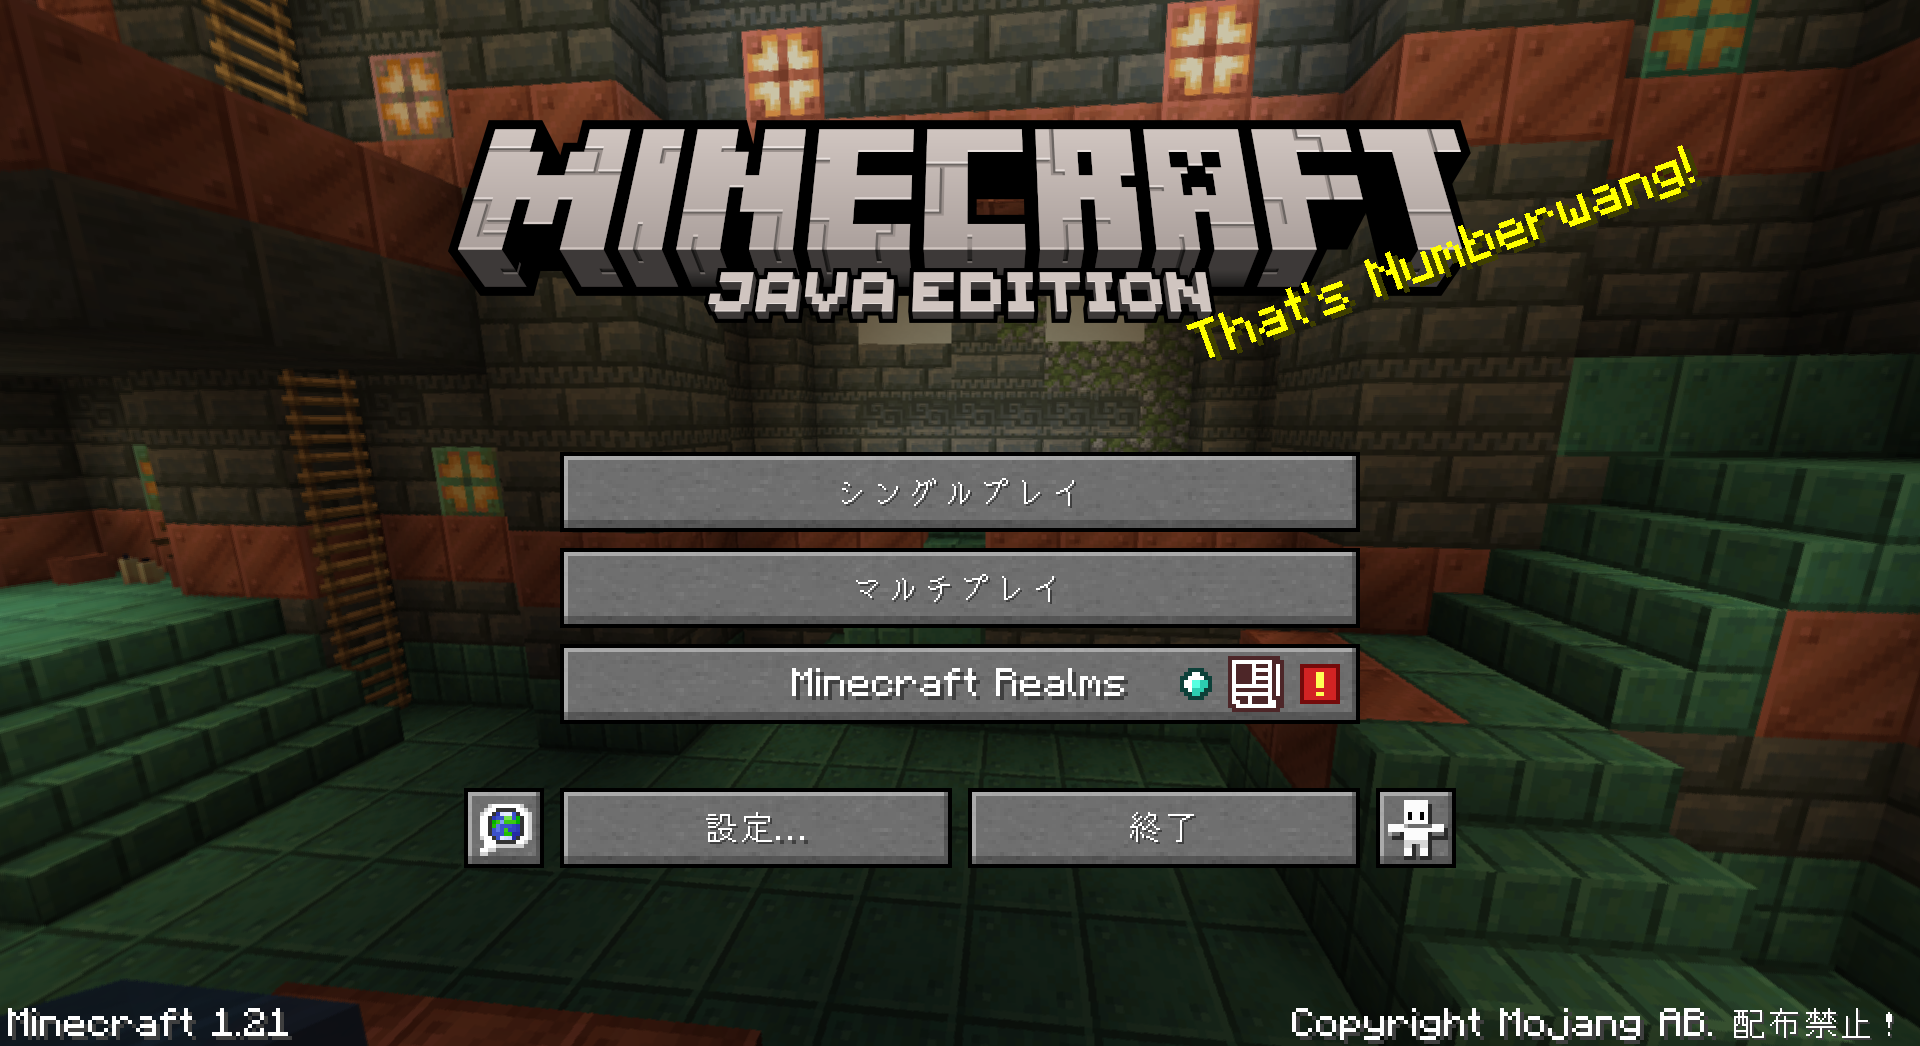 MINECRAFT
JAVA EDITION
That's Numberwang!
シングルプレイ
マルチプレイ
Minecraft Realms
設定...
終了
Minecraft 1.21
Copyright Mojang AB. 配布禁止!